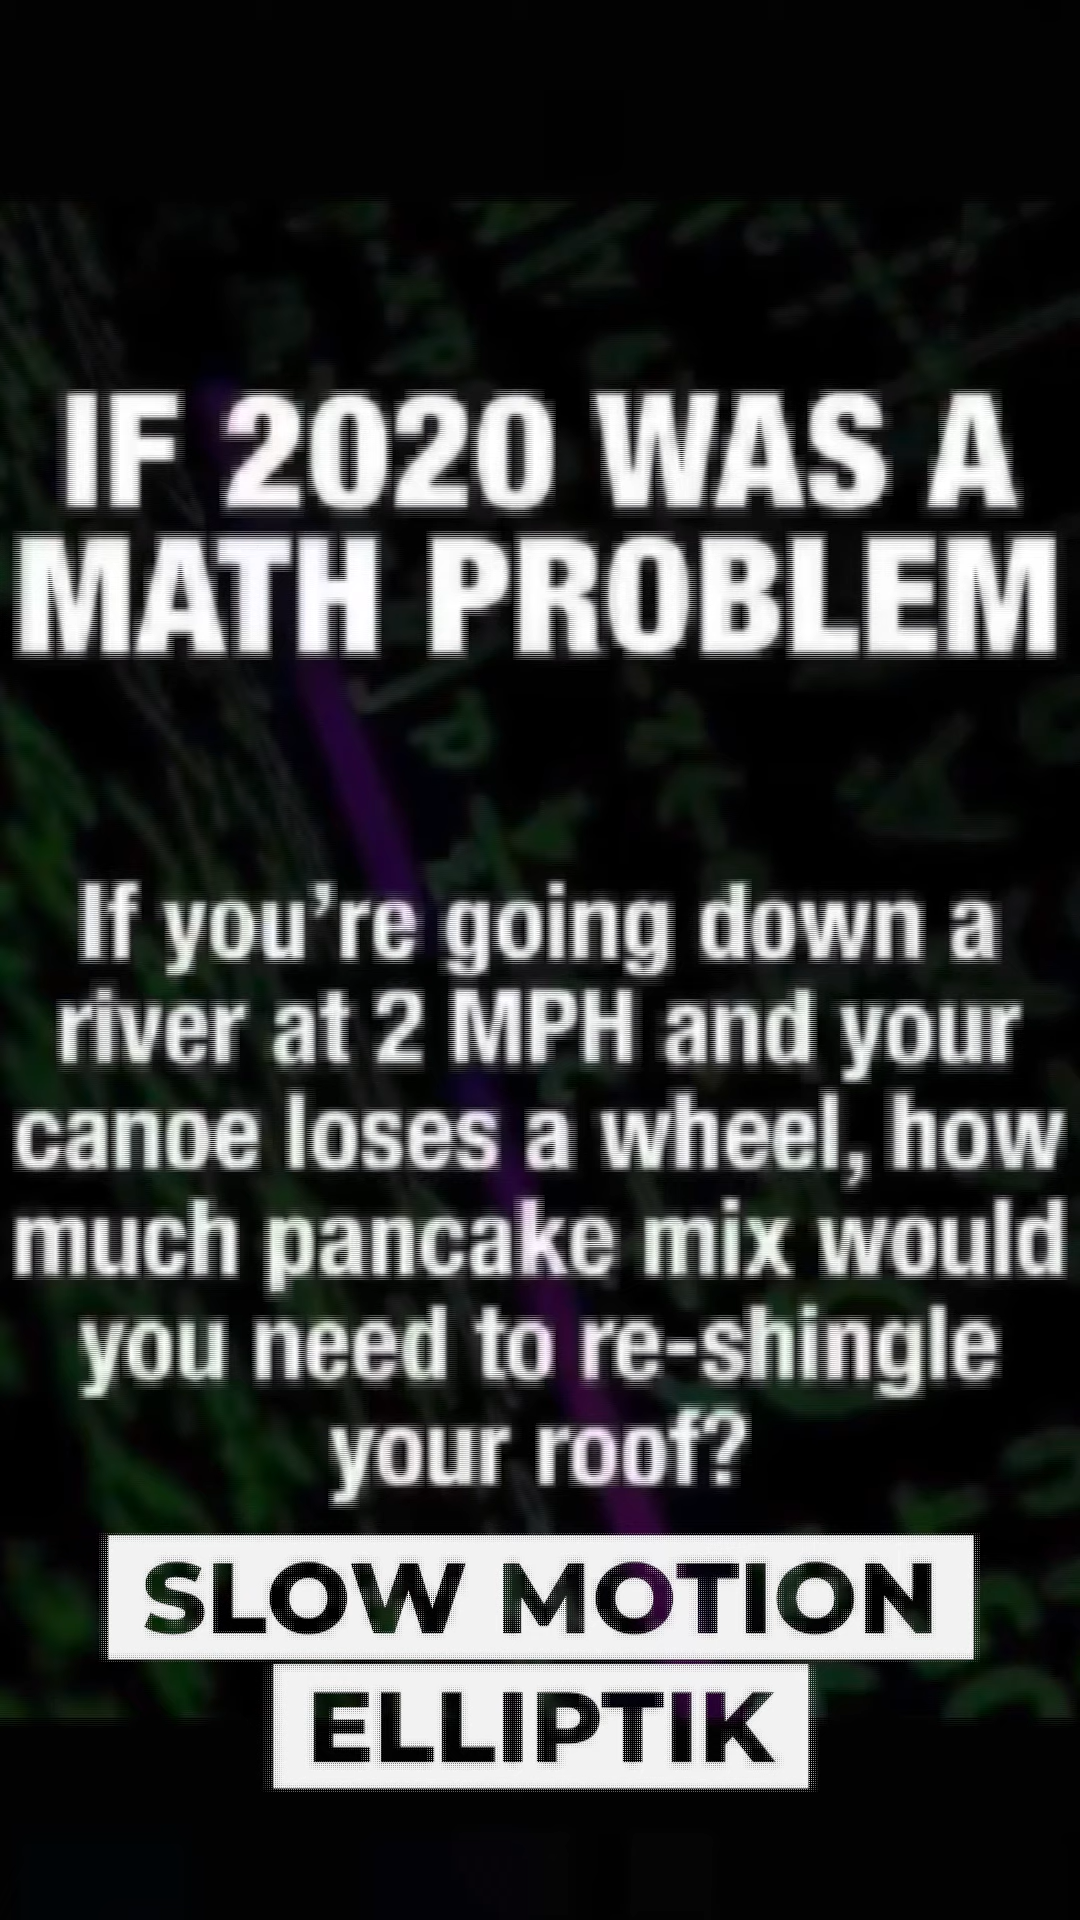 IF 2020 WAS A
MATH PROBLEM
If you’re going down a
river at 2 MPH and your
canoe loses a wheel, how
much pancake mix would
you need to re-shingle
your roof?
SLOW MOTION
ELLIPTIK